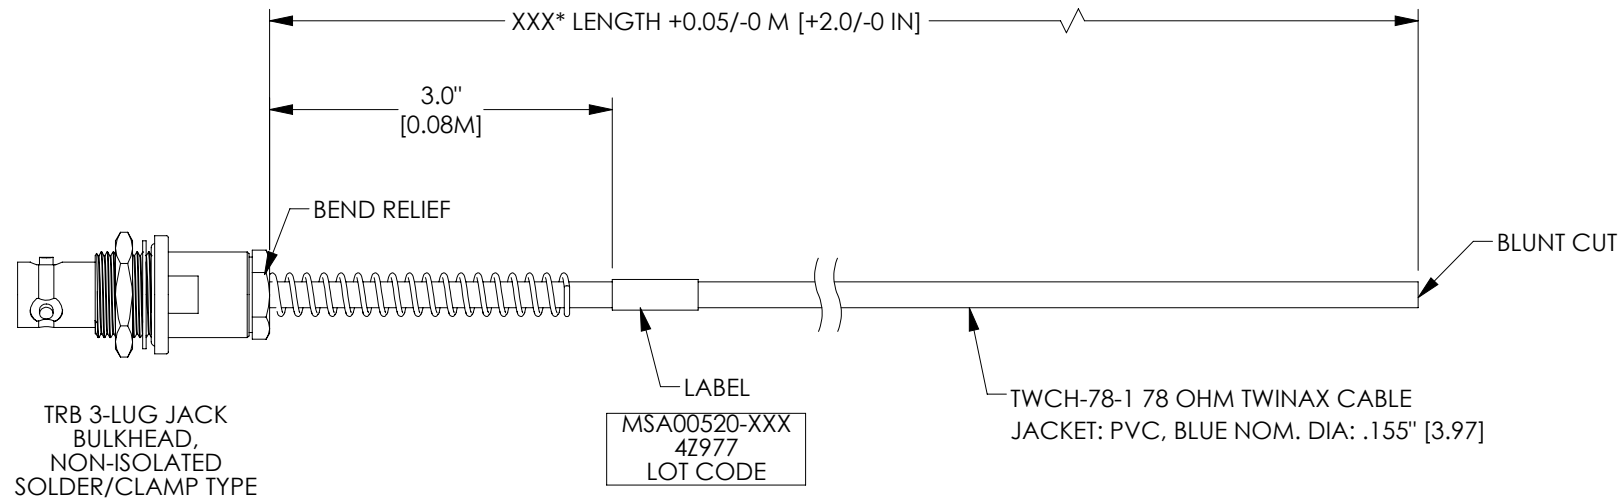 XXX* LENGTH +0.05/-0 M [+2.0/-0 IN]
3.0"
[0.08M]
BEND RELIEF
BLUNT CUT
LABEL
MSA00520-XXX
4Z977
LOT CODE
TWCH-78-1 78 OHM TWINAX CABLE
JACKET: PVC, BLUE NOM. DIA: .155" [3.97]
TRB 3-LUG JACK
BULKHEAD,
NON-ISOLATED
SOLDER/CLAMP TYPE